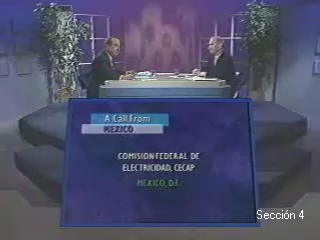 A Call From
MEXICO
COMISION FEDERAL DE
ELECTRICIDAD, CECAP
MEXICO, D.F.
Sección 4